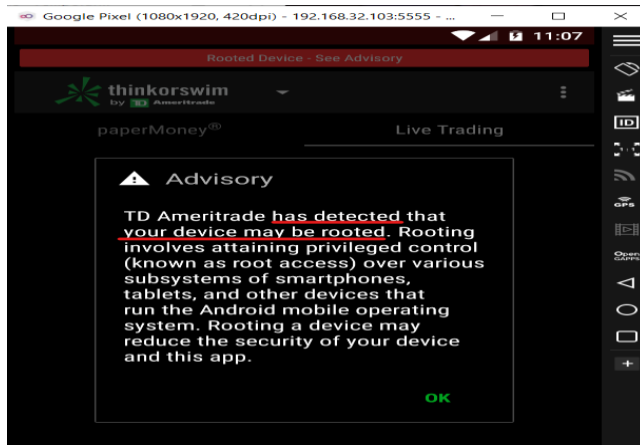 Google Pixel (1080x1920, 420dpi) - 192.168.32.103:5555 - ...
11:07
Rooted Device - See Advisory
thinkorswim
by TD Ameritrade
paperMoney® Live Trading
Advisory
TD Ameritrade has detected that
your device may be rooted. Rooting
involves attaining privileged control
(known as root access) over various
subsystems of smartphones,
tablets, and other devices that
run the Android mobile operating
system. Rooting a device may
reduce the security of your device
and this app.
OK
ID
GPS
Open
GAPPS